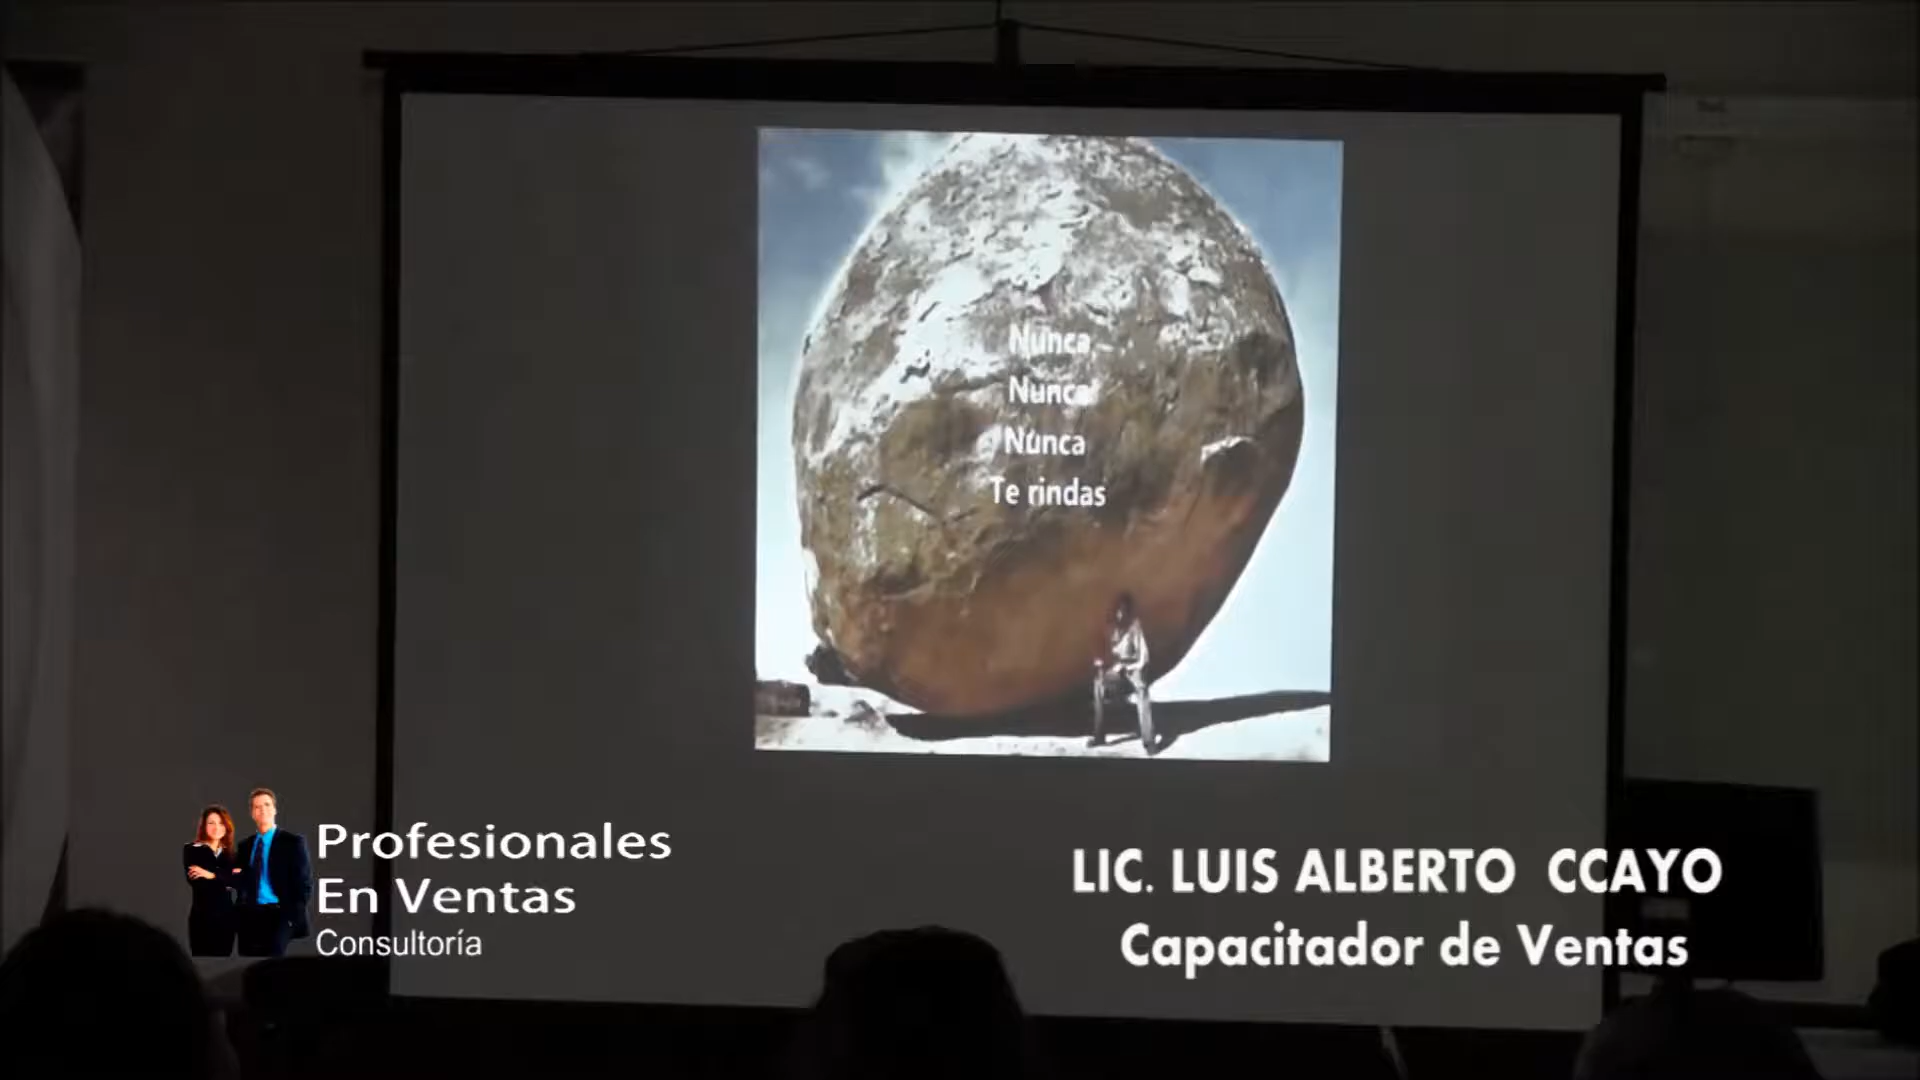 Nunca
Nunca
Nunca
Te rindas
Profesionales
En Ventas
Consultoría
LIC. LUIS ALBERTO CCAYO
Capacitador de Ventas